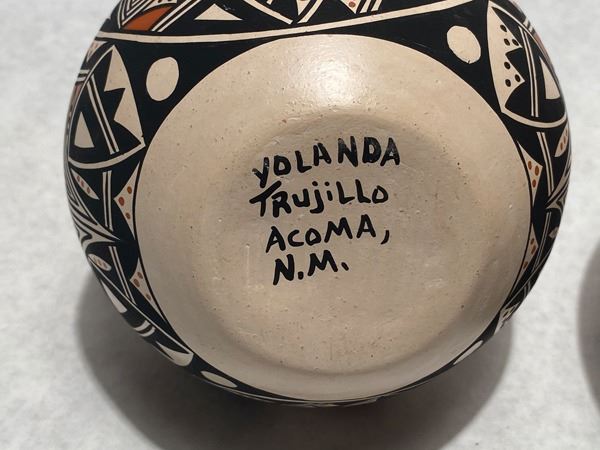 YOLANDA
TRUJiLLO
ACOMA,
N.M.